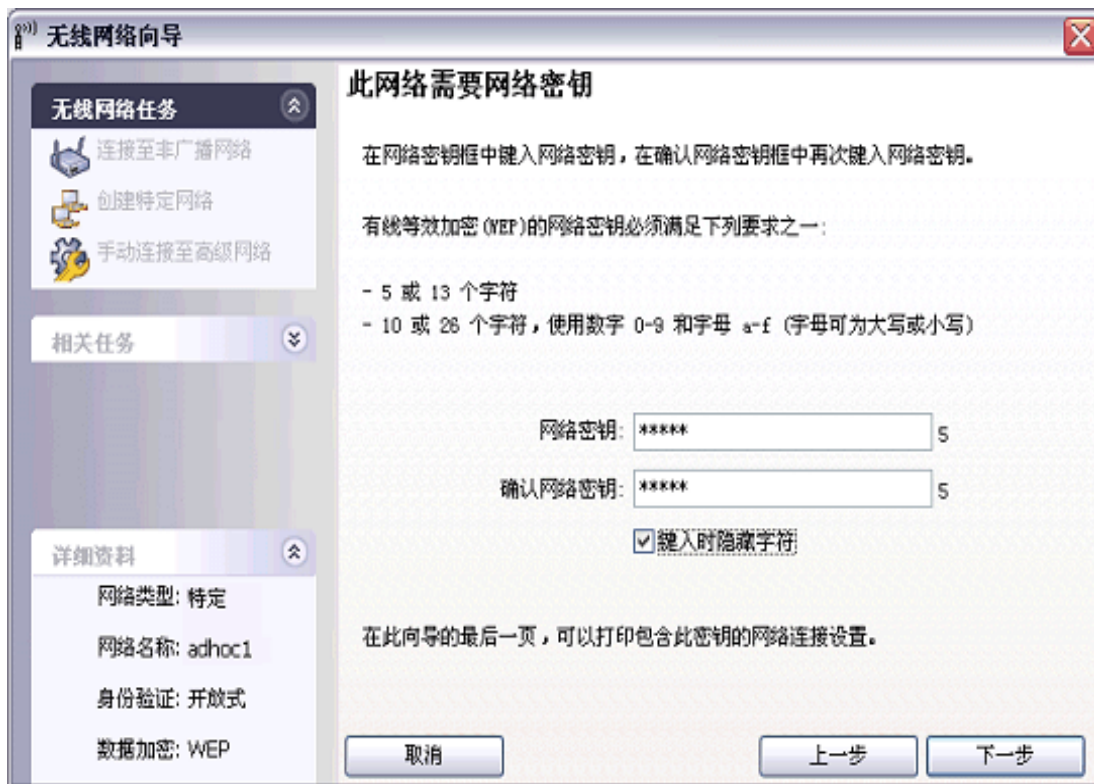 无线网络向导
无线网络任务
连接至非广播网络
创建特定网络
手动连接至高级网络
相关任务
详细资料
网络类型: 特定
网络名称: adhoc1
身份验证: 开放式
数据加密: WEP
此网络需要网络密钥
在网络密钥框中键入网络密钥，在确认网络密钥框中再次键入网络密钥。
有线等效加密(WEP)的网络密钥必须满足下列要求之一:
- 5 或 13 个字符
- 10 或 26 个字符，使用数字 0-9 和字母 a-f (字母可为大写或小写)
网络密钥: ***** 5
确认网络密钥: ***** 5
键入时隐藏字符
在此向导的最后一页，可以打印包含此密钥的网络连接设置。
取消 上一步 下一步